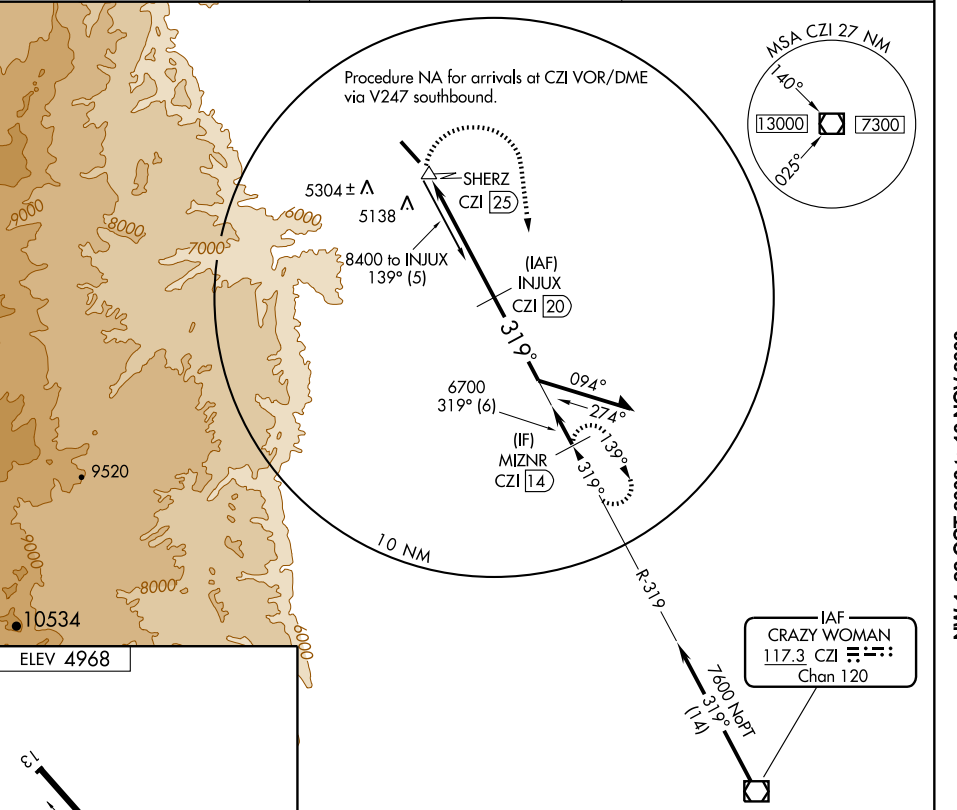 MSA CZI 27 NM
140°
13000
7300
025°
Procedure NA for arrivals at CZI VOR/DME
via V247 southbound.
SHERZ
CZI 25
5304 ±
5138
9000
8000
7000
6000
8400 to INJUX
139° (5)
(IAF)
INJUX
CZI 20
319°
094°
274°
6700
319° (6)
(IF)
MIZNR
CZI 14
139°
319°
9520
10 NM
9000
8000
R-319
10534
6000
IAF
CRAZY WOMAN
117.3 CZI
Chan 120
7600 NoPT
319°
(14)
ELEV 4968
13